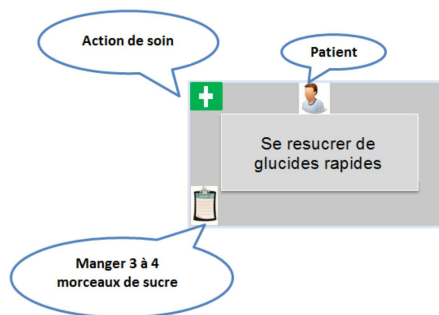 Action de soin
Patient
Se resucrer de
glucides rapides
Manger 3 à 4
morceaux de sucre